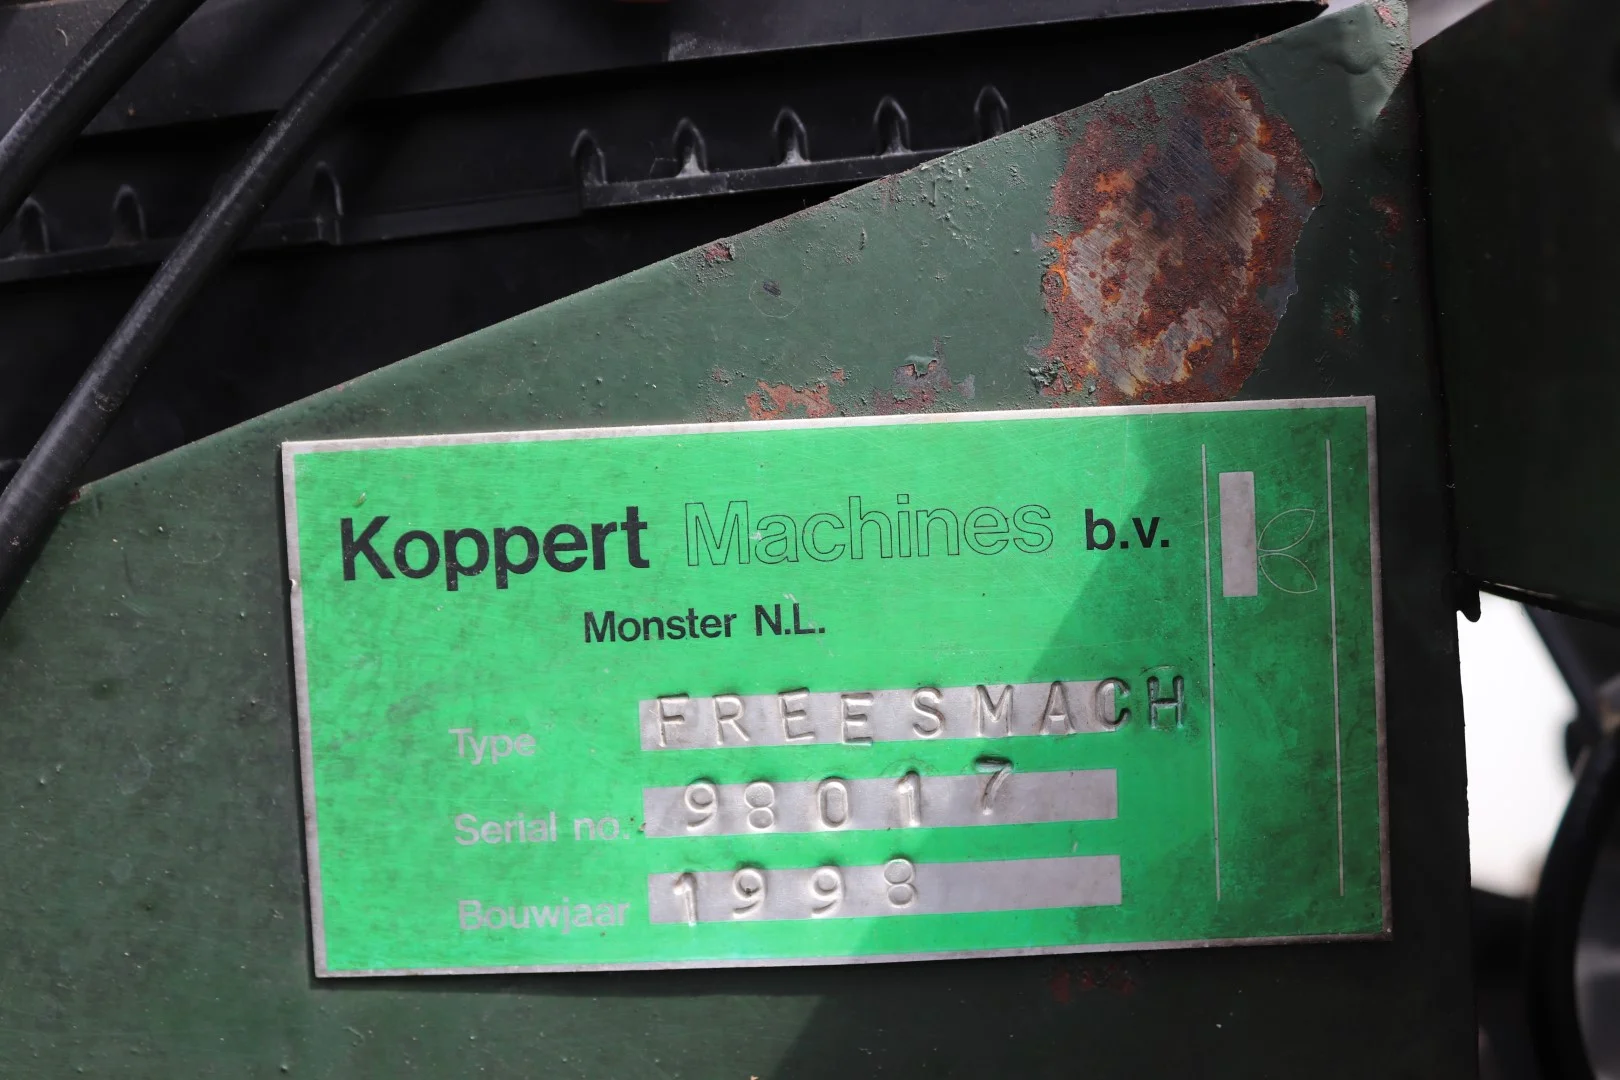 Koppert Machines b.v.
Monster N.L.
Type FREESMACH
Serial no. 98017
Bouwjaar 1998